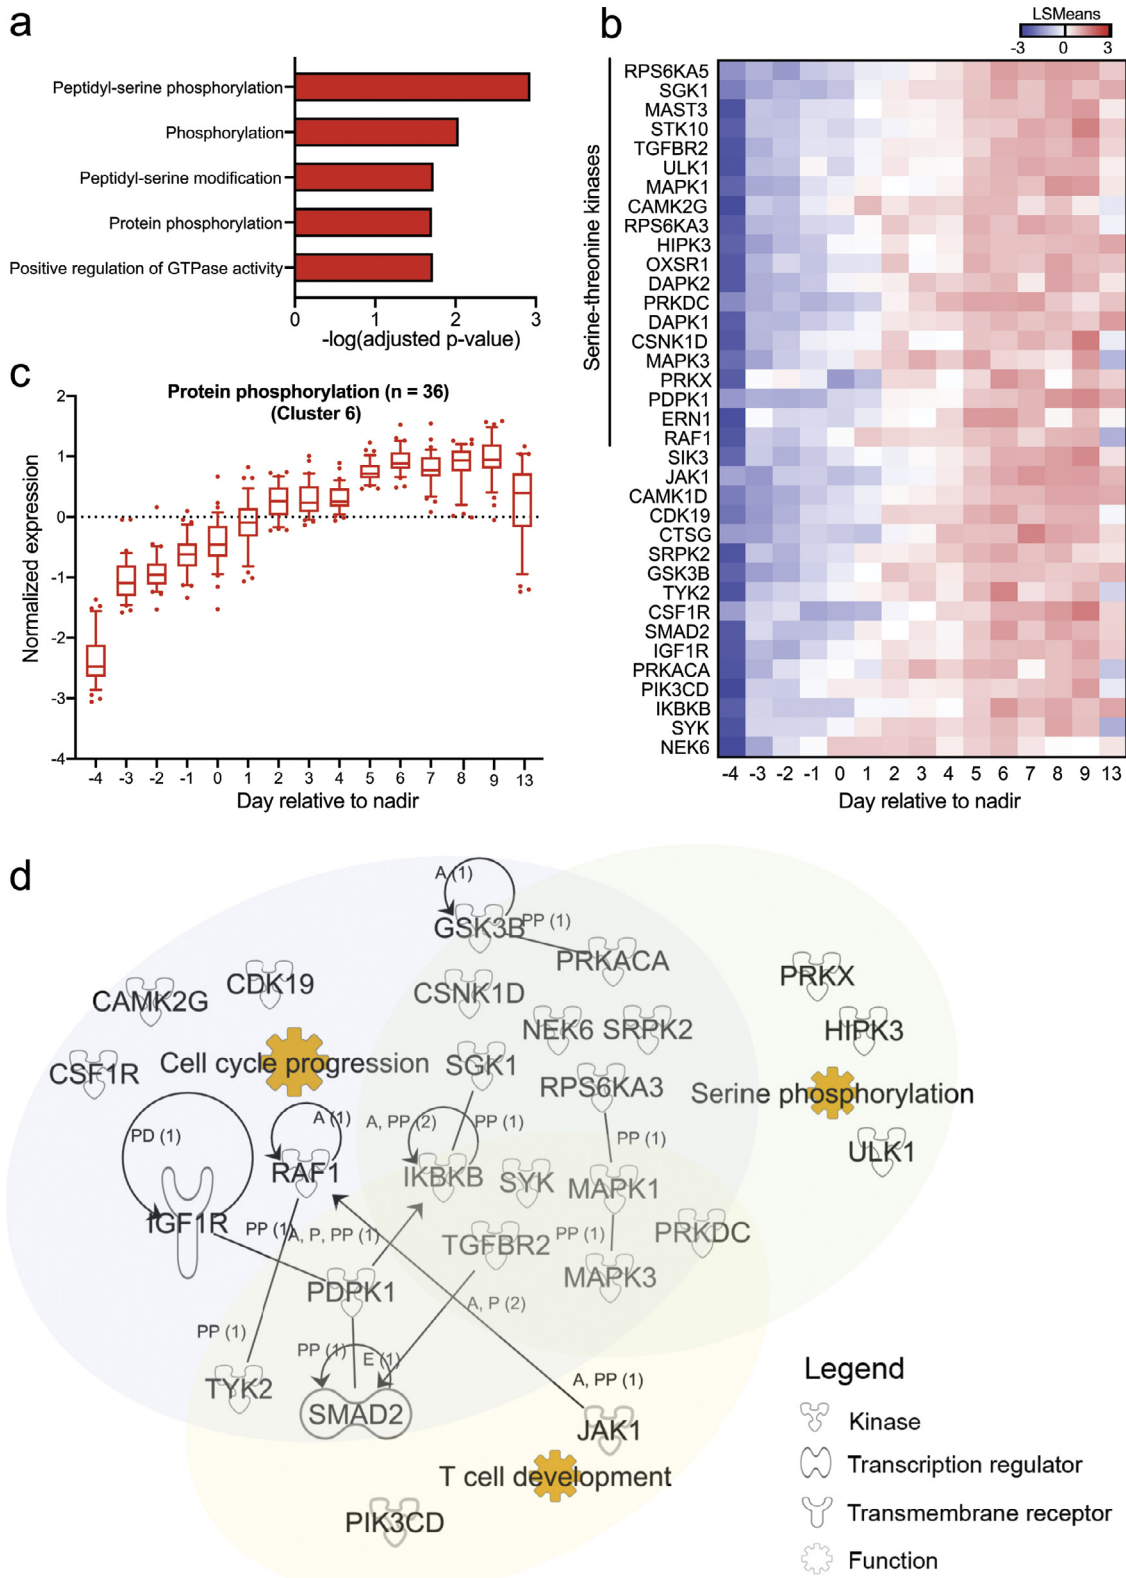 a
Peptidyl-serine phosphorylation
Phosphorylation
Peptidyl-serine modification
Protein phosphorylation
Positive regulation of GTPase activity
0 1 2 3
-log(adjusted p-value)
b
LSMeans
-3 0 3
Serine-threonine kinases
RPS6KA5
SGK1
MAST3
STK10
TGFBR2
ULK1
MAPK1
CAMK2G
RPS6KA3
HIPK3
OXSR1
DAPK2
PRKDC
DAPK1
CSNK1D
MAPK3
PRKX
PDPK1
ERN1
RAF1
SIK3
JAK1
CAMK1D
CDK19
CTSG
SRPK2
GSK3B
TYK2
CSF1R
SMAD2
IGF1R
PRKACA
PIK3CD
IKBKB
SYK
NEK6
-4 -3 -2 -1 0 1 2 3 4 5 6 7 8 9 13
Day relative to nadir
c
Protein phosphorylation (n = 36)
(Cluster 6)
Normalized expression
2
1
0
-1
-2
-3
-4
-4 -3 -2 -1 0 1 2 3 4 5 6 7 8 9 13
Day relative to nadir
d
A (1)
GSK3B
PP (1)
PRKACA
PRKX
CDK19
CAMK2G
CSNK1D
NEK6 SRPK2
HIPK3
Cell cycle progression
CSF1R
SGK1
RPS6KA3
Serine phosphorylation
PD (1)
A (1)
A, PP (2)
PP (1)
PP (1)
ULK1
RAF1
IKBKB
SYK
MAPK1
IGF1R
PP (1)
A, P, PP (1)
TGFBR2
PP (1)
PRKDC
PDPK1
MAPK3
A, P (2)
PP (1)
PP (1)
E (1)
TYK2
SMAD2
A, PP (1)
JAK1
T cell development
PIK3CD
Legend
Kinase
Transcription regulator
Transmembrane receptor
Function